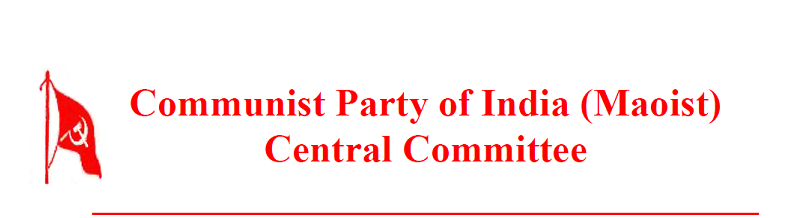 Communist Party of India (Maoist)
Central Committee